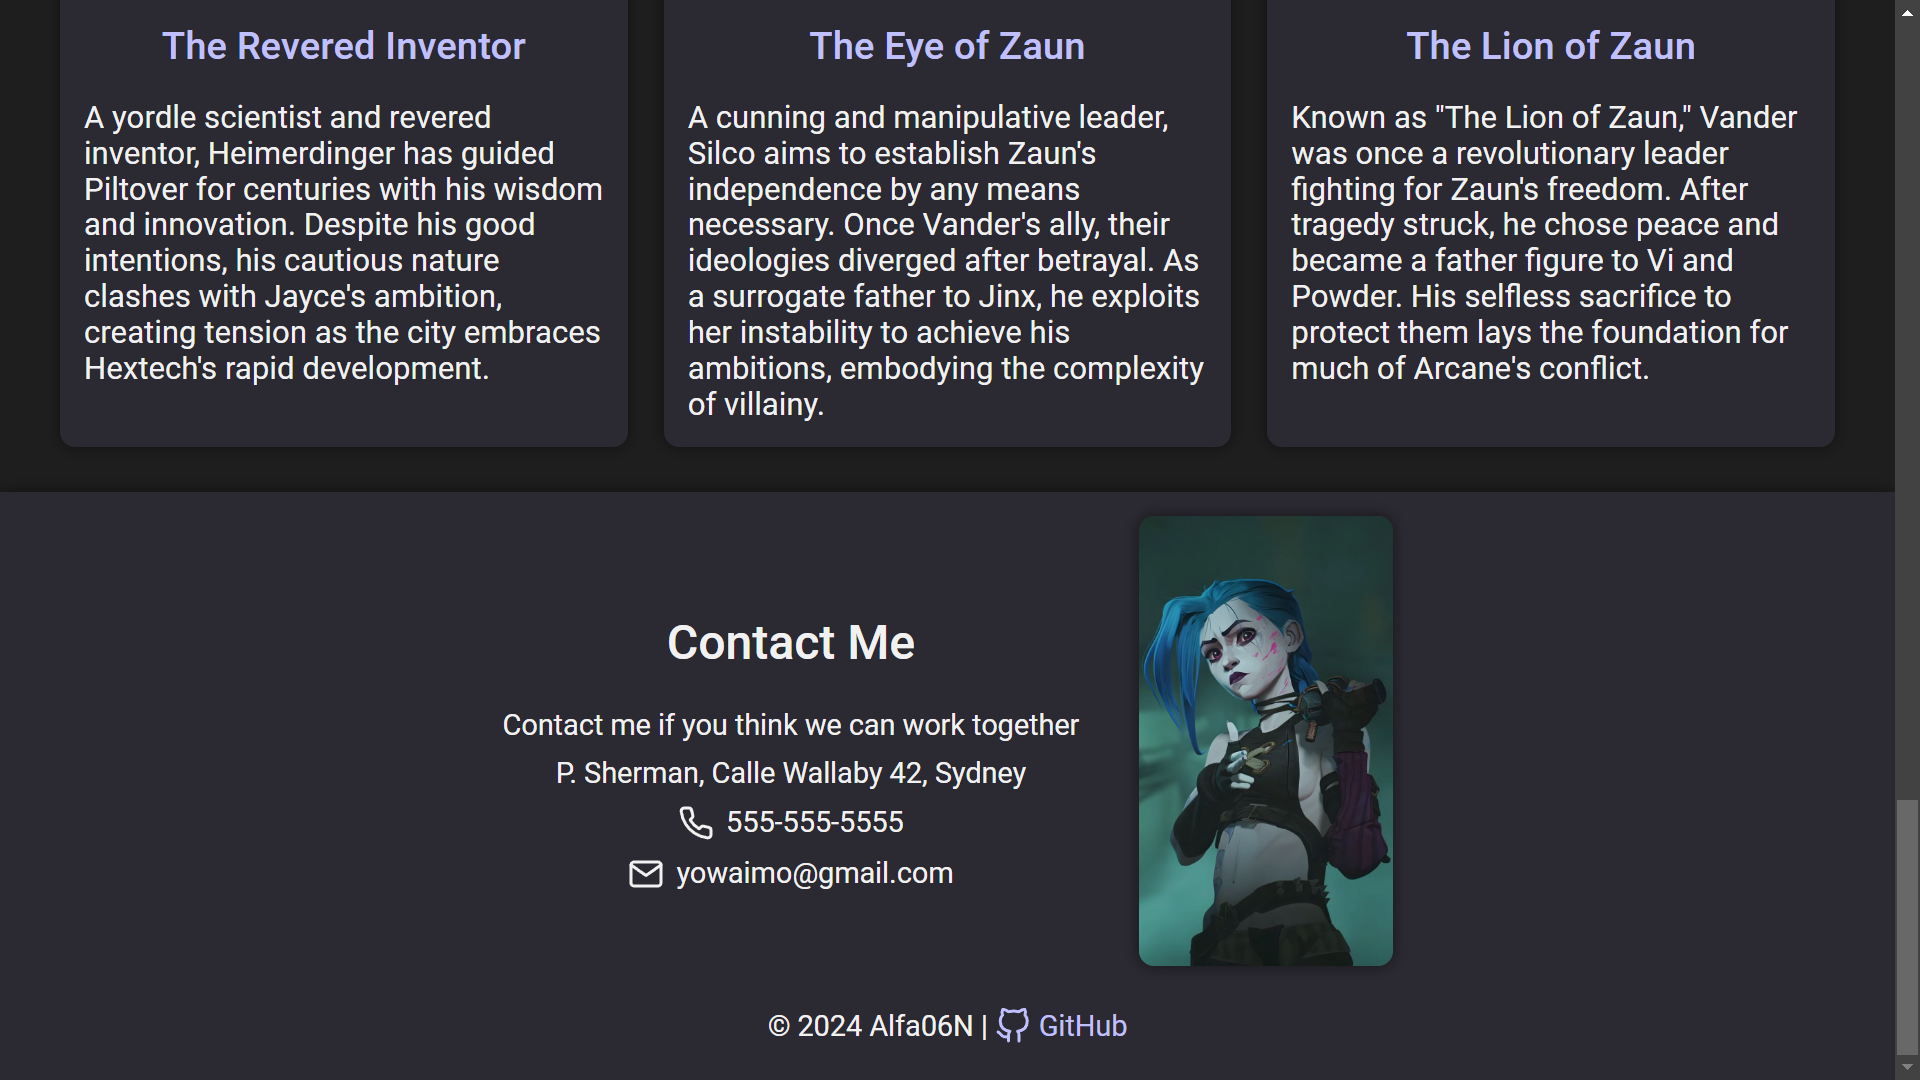 The Revered Inventor
A yordle scientist and revered
inventor, Heimerdinger has guided
Piltover for centuries with his wisdom
and innovation. Despite his good
intentions, his cautious nature
clashes with Jayce's ambition,
creating tension as the city embraces
Hextech's rapid development.
The Eye of Zaun
A cunning and manipulative leader,
Silco aims to establish Zaun's
independence by any means
necessary. Once Vander's ally, their
ideologies diverged after betrayal. As
a surrogate father to Jinx, he exploits
her instability to achieve his
ambitions, embodying the complexity
of villainy.
The Lion of Zaun
Known as "The Lion of Zaun," Vander
was once a revolutionary leader
fighting for Zaun's freedom. After
tragedy struck, he chose peace and
became a father figure to Vi and
Powder. His selfless sacrifice to
protect them lays the foundation for
much of Arcane's conflict.
Contact Me
Contact me if you think we can work together
P. Sherman, Calle Wallaby 42, Sydney
555-555-5555
yowaimo@gmail.com
© 2024 Alfa06N | GitHub